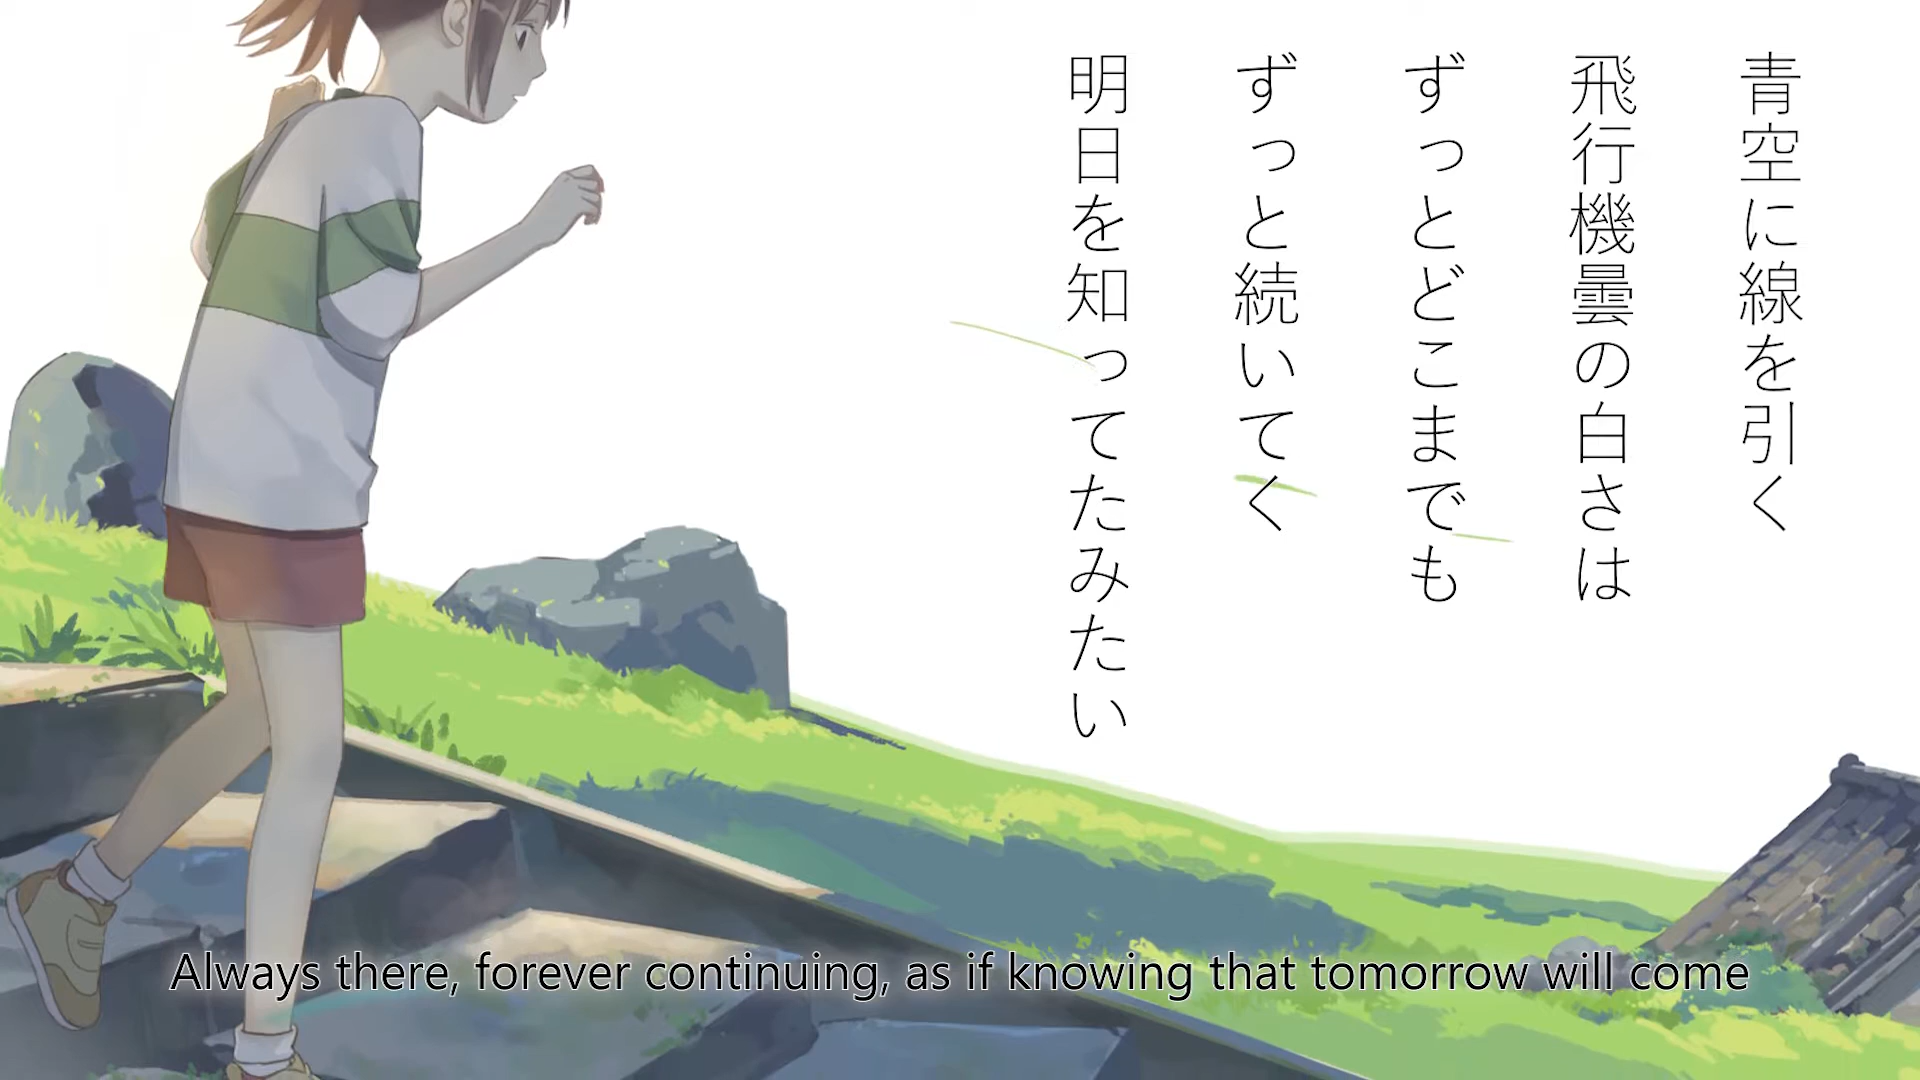 青空に線を引く
飛行機曇の白さは
ずっとどこまでも
ずっと続いてく
明日を知ってたみたい
Always there, forever continuing, as if knowing that tomorrow will come